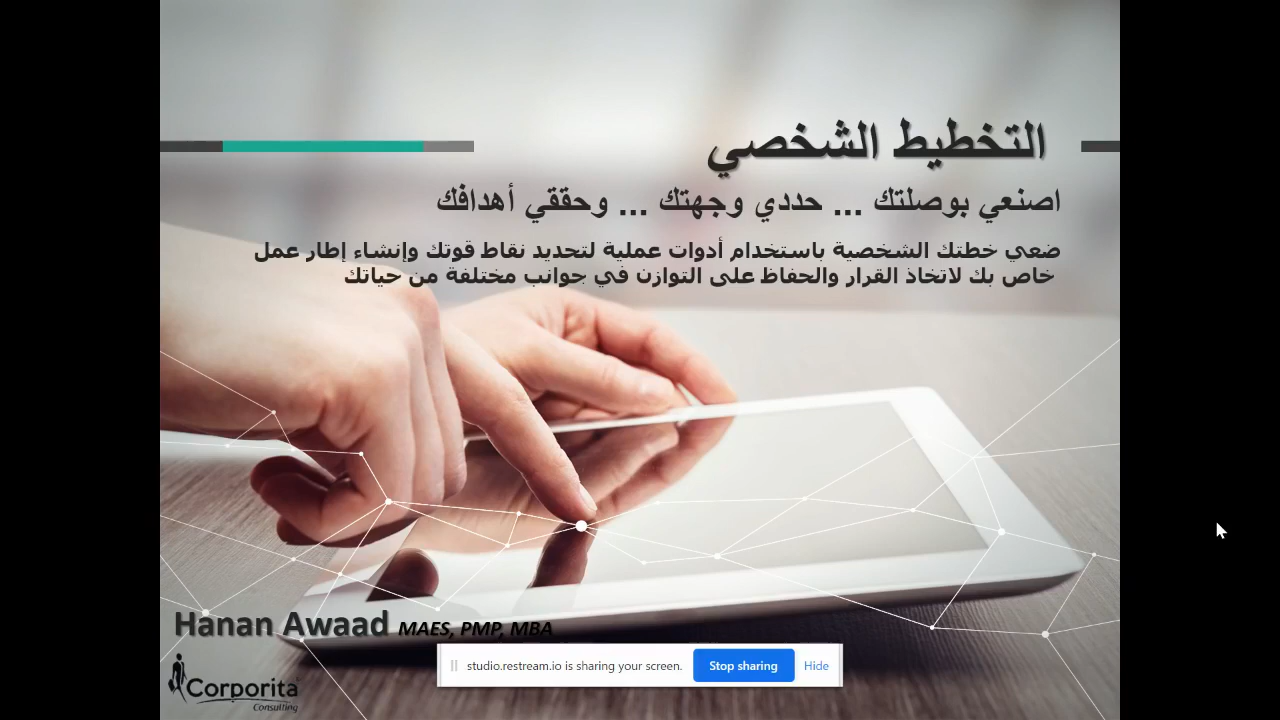 التخطيط الشخصي
اصنعي بوصلتك ... حددي وجهتك ... وحققي أهدافك
ضعي خطتك الشخصية باستخدام أدوات عملية لتحديد نقاط قوتك وإنشاء إطار عمل
خاص بك لاتخاذ القرار والحفاظ على التوازن في جوانب مختلفة من حياتك
Hanan Awaad MAES, PMP, MBA
studio.restream.io is sharing your screen. Stop sharing Hide
Corporita
Consulting